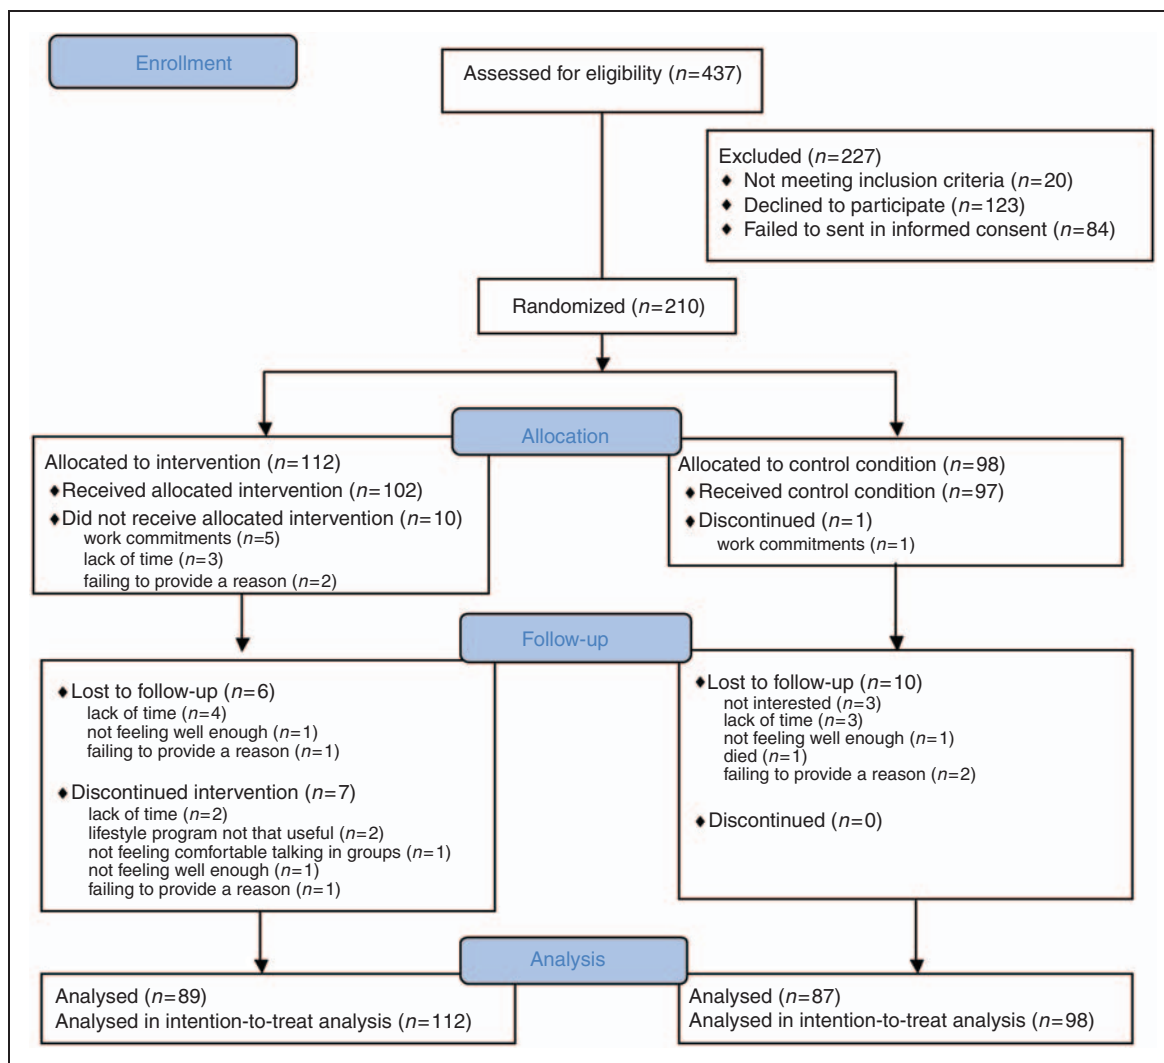 Enrollment
Assessed for eligibility (n=437)
Excluded (n=227)
♦ Not meeting inclusion criteria (n=20)
♦ Declined to participate (n=123)
♦ Failed to sent in informed consent (n=84)
Randomized (n=210)
Allocation
Allocated to intervention (n=112)
♦Received allocated intervention (n=102)
♦Did not receive allocated intervention (n=10)
work commitments (n=5)
lack of time (n=3)
failing to provide a reason (n=2)
Allocated to control condition (n=98)
♦Received control condition (n=97)
♦Discontinued (n=1)
work commitments (n=1)
Follow-up
♦Lost to follow-up (n=6)
lack of time (n=4)
not feeling well enough (n=1)
failing to provide a reason (n=1)
♦Discontinued intervention (n=7)
lack of time (n=2)
lifestyle program not that useful (n=2)
not feeling comfortable talking in groups (n=1)
not feeling well enough (n=1)
failing to provide a reason (n=1)
♦Lost to follow-up (n=10)
not interested (n=3)
lack of time (n=3)
not feeling well enough (n=1)
died (n=1)
failing to provide a reason (n=2)
♦Discontinued (n=0)
Analysis
Analysed (n=89)
Analysed in intention-to-treat analysis (n=112)
Analysed (n=87)
Analysed in intention-to-treat analysis (n=98)